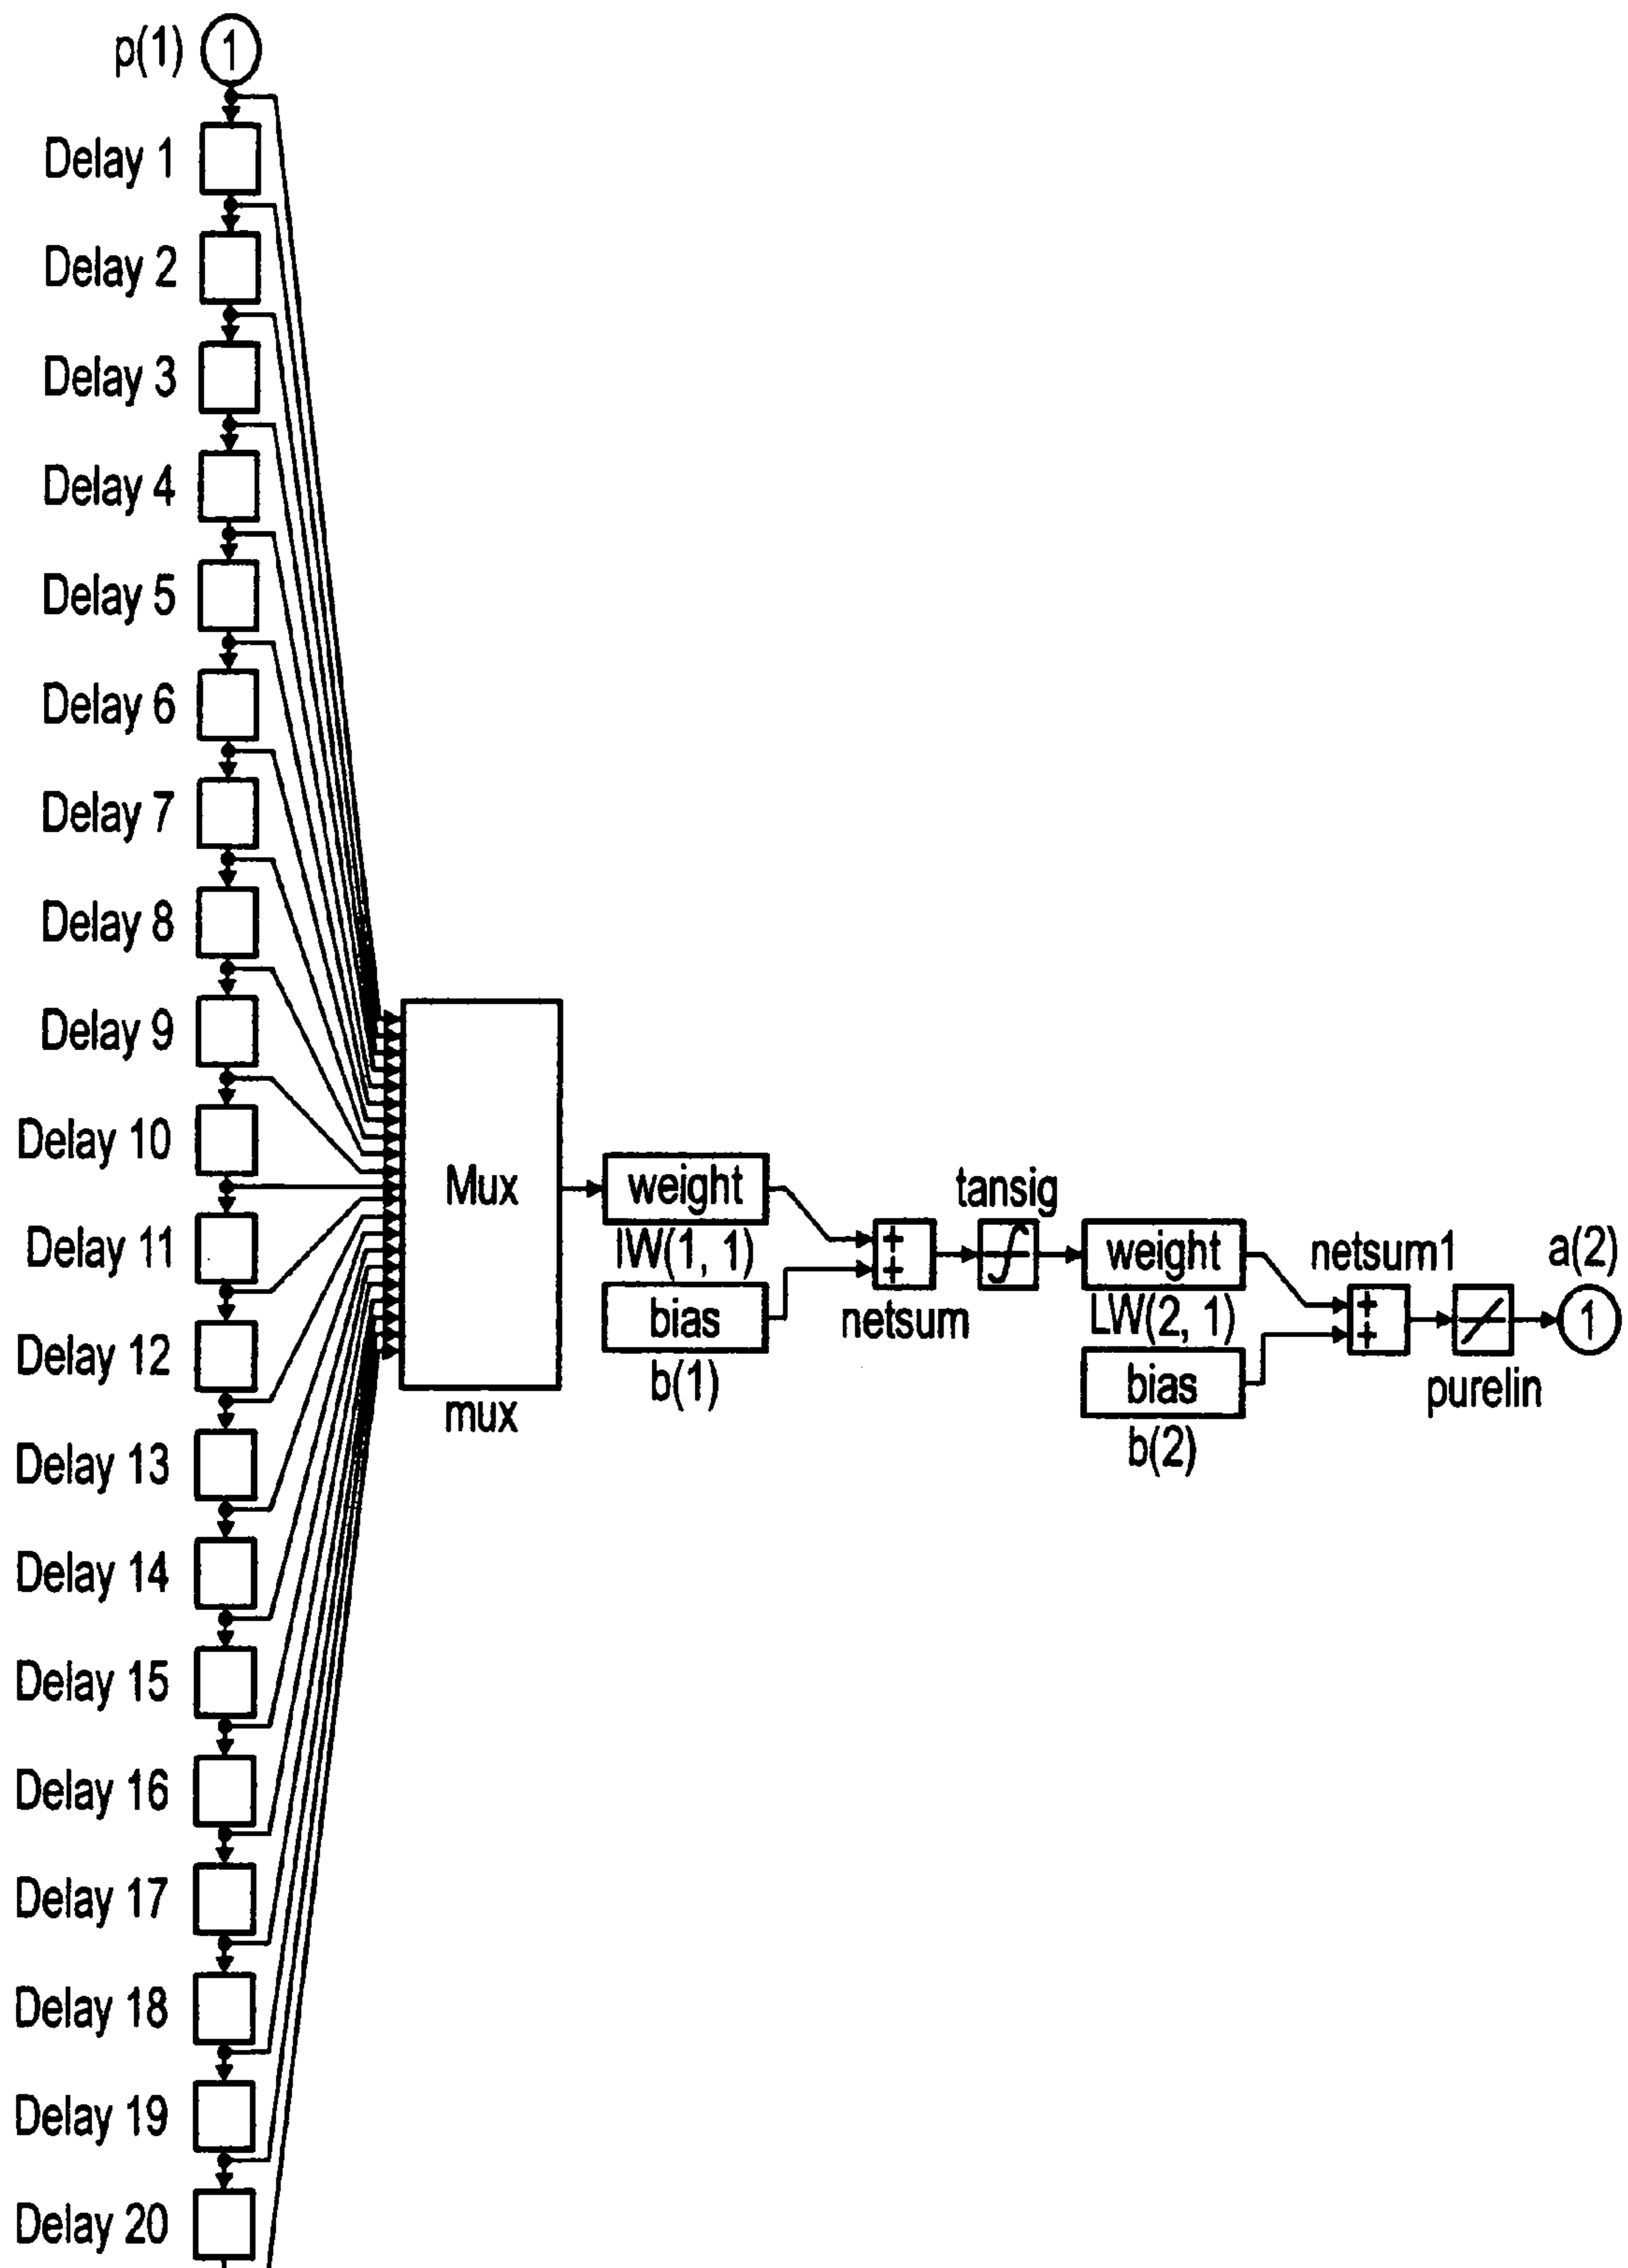 p(1) 1
Delay 1
Delay 2
Delay 3
Delay 4
Delay 5
Delay 6
Delay 7
Delay 8
Delay 9
Delay 10
Delay 11
Delay 12
Delay 13
Delay 14
Delay 15
Delay 16
Delay 17
Delay 18
Delay 19
Delay 20
Mux
mux
weight
IW(1, 1)
bias
b(1)
+
+
netsum
tansig
weight
LW(2, 1)
bias
b(2)
netsum1
+
+
purelin
a(2)
1